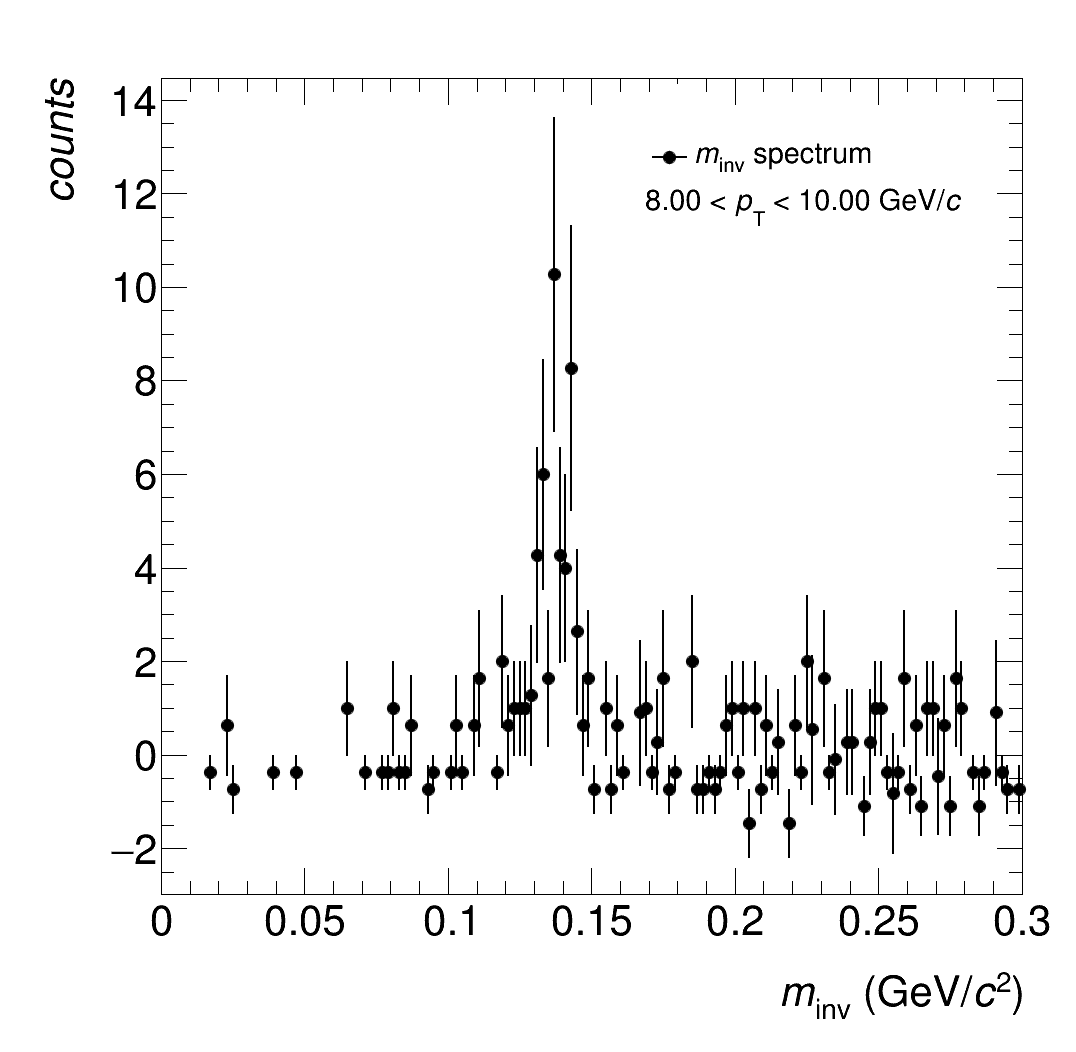 counts
14
12
10
8
6
4
2
0
−2
m_inv spectrum
8.00 < p_T < 10.00 GeV/c
0 0.05 0.1 0.15 0.2 0.25 0.3
m_inv (GeV/c²)